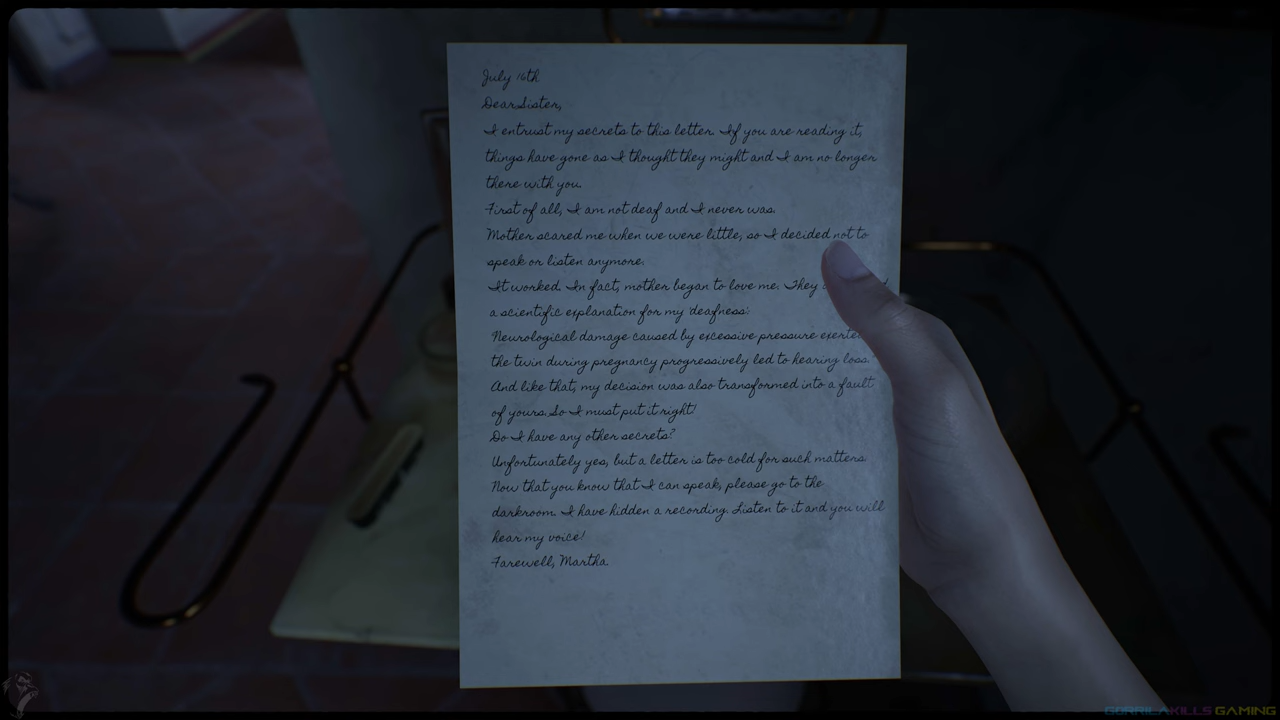 July 16th
Dear Sister,
I entrust my secrets to this letter. If you are reading it,
things have gone as I thought they might and I am no longer
there with you.
First of all, I am not deaf and I never was.
Mother scared me when we were little, so I decided not to
speak or listen anymore.
It worked. In fact, mother began to love me. They
a scientific explanation for my 'deafness':
Neurological damage caused by excessive pressure
the twin during pregnancy progressively led to hearing loss.
And like that, my decision was also transformed into a fault
of yours. So I must put it right!
Do I have any other secrets?
Unfortunately yes, but a letter is too cold for such matters.
Now that you know that I can speak, please go to the
darkroom. I have hidden a recording. Listen to it and you will
hear my voice!
Farewell, Martha.
GORRILAKILLS GAMING